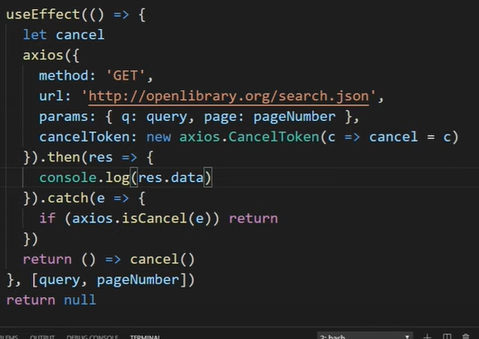 useEffect(() => {
  let cancel
  axios({
    method: 'GET',
    url: 'http://openlibrary.org/search.json',
    params: { q: query, page: pageNumber },
    cancelToken: new axios.CancelToken(c => cancel = c)
  }).then(res => {
    console.log(res.data)
  }).catch(e => {
    if (axios.isCancel(e)) return
  })
  return () => cancel()
}, [query, pageNumber])
return null
OUTPUT DEBUG CONSOLE TERMINAL 2: bash